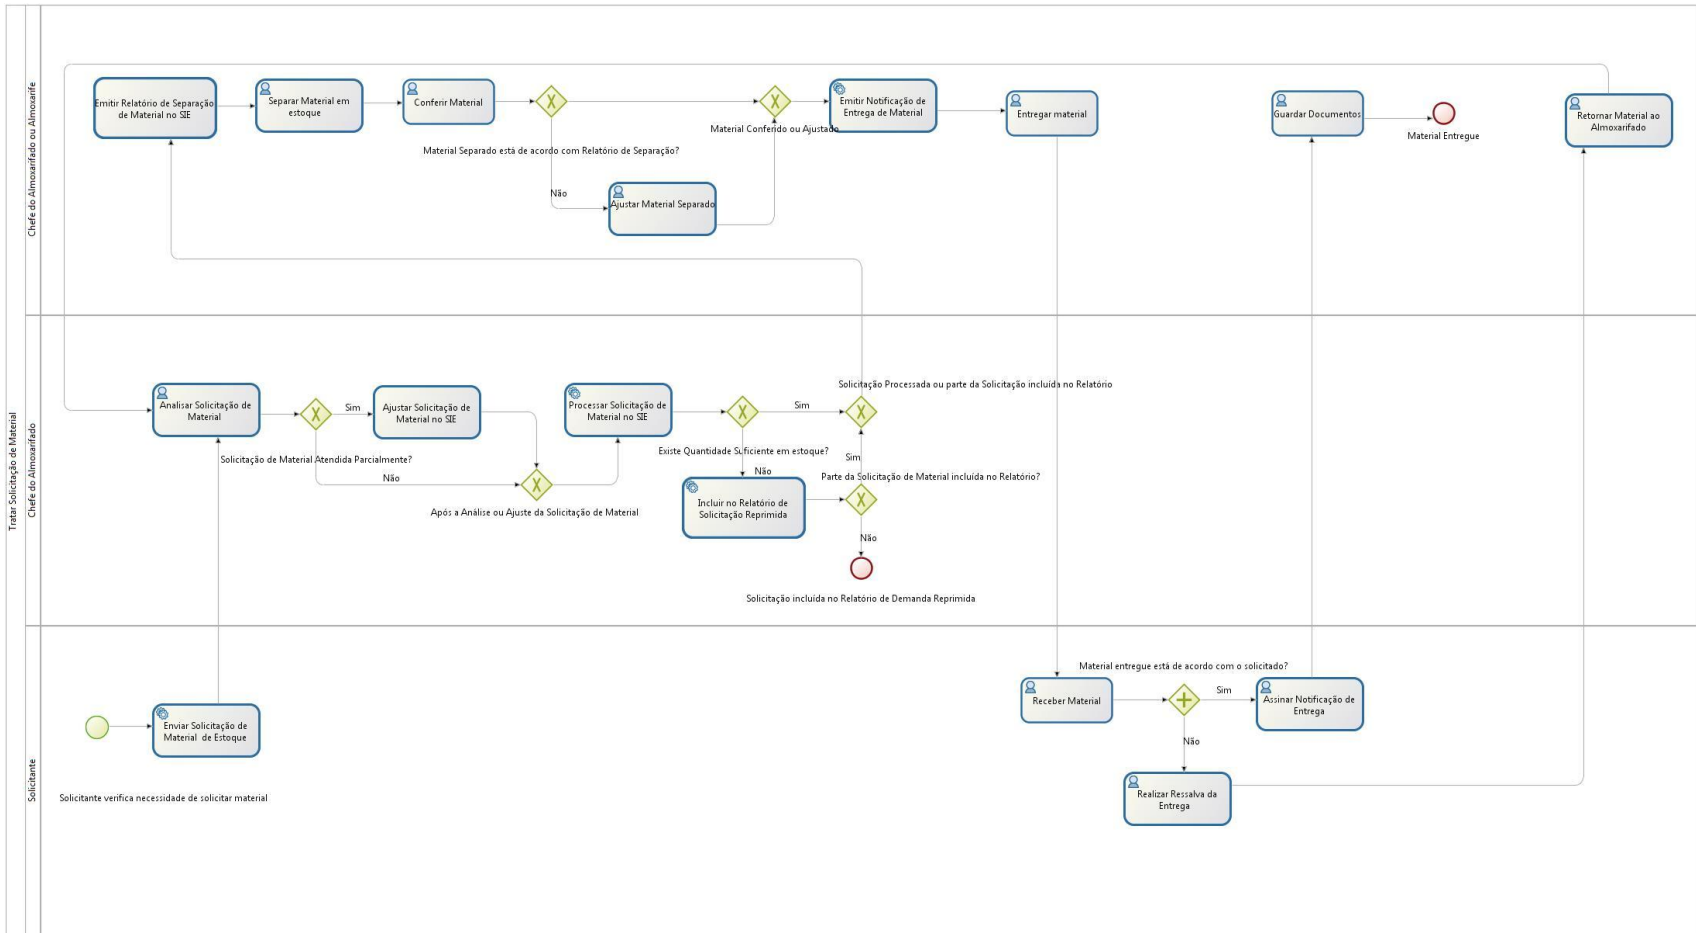 Tratar Solicitação de Material
Chefe do Almoxarifado ou Almoxarife
Emitir Relatório de Separação
de Material no SIE
Separar Material em
estoque
Conferir Material
Material Separado está de acordo com Relatório de Separação?
Não
Ajustar Material Separado
Material Conferido ou Ajustado
Emitir Notificação de
Entrega de Material
Entregar material
Guardar Documentos
Material Entregue
Retornar Material ao
Almoxarifado
Chefe do Almoxarifado
Analisar Solicitação de
Material
Solicitação de Material Atendida Parcialmente?
Sim
Não
Ajustar Solicitação de
Material no SIE
Após a Análise ou Ajuste da Solicitação de Material
Processar Solicitação de
Material no SIE
Existe Quantidade Suficiente em estoque?
Sim
Não
Solicitação Processada ou parte da Solicitação incluída no Relatório
Incluir no Relatório de
Solicitação Reprimida
Sim
Parte da Solicitação de Material incluída no Relatório?
Não
Solicitação incluída no Relatório de Demanda Reprimida
Solicitante
Enviar Solicitação de
Material de Estoque
Solicitante verifica necessidade de solicitar material
Receber Material
Material entregue está de acordo com o solicitado?
Sim
Assinar Notificação de
Entrega
Não
Realizar Ressalva da
Entrega